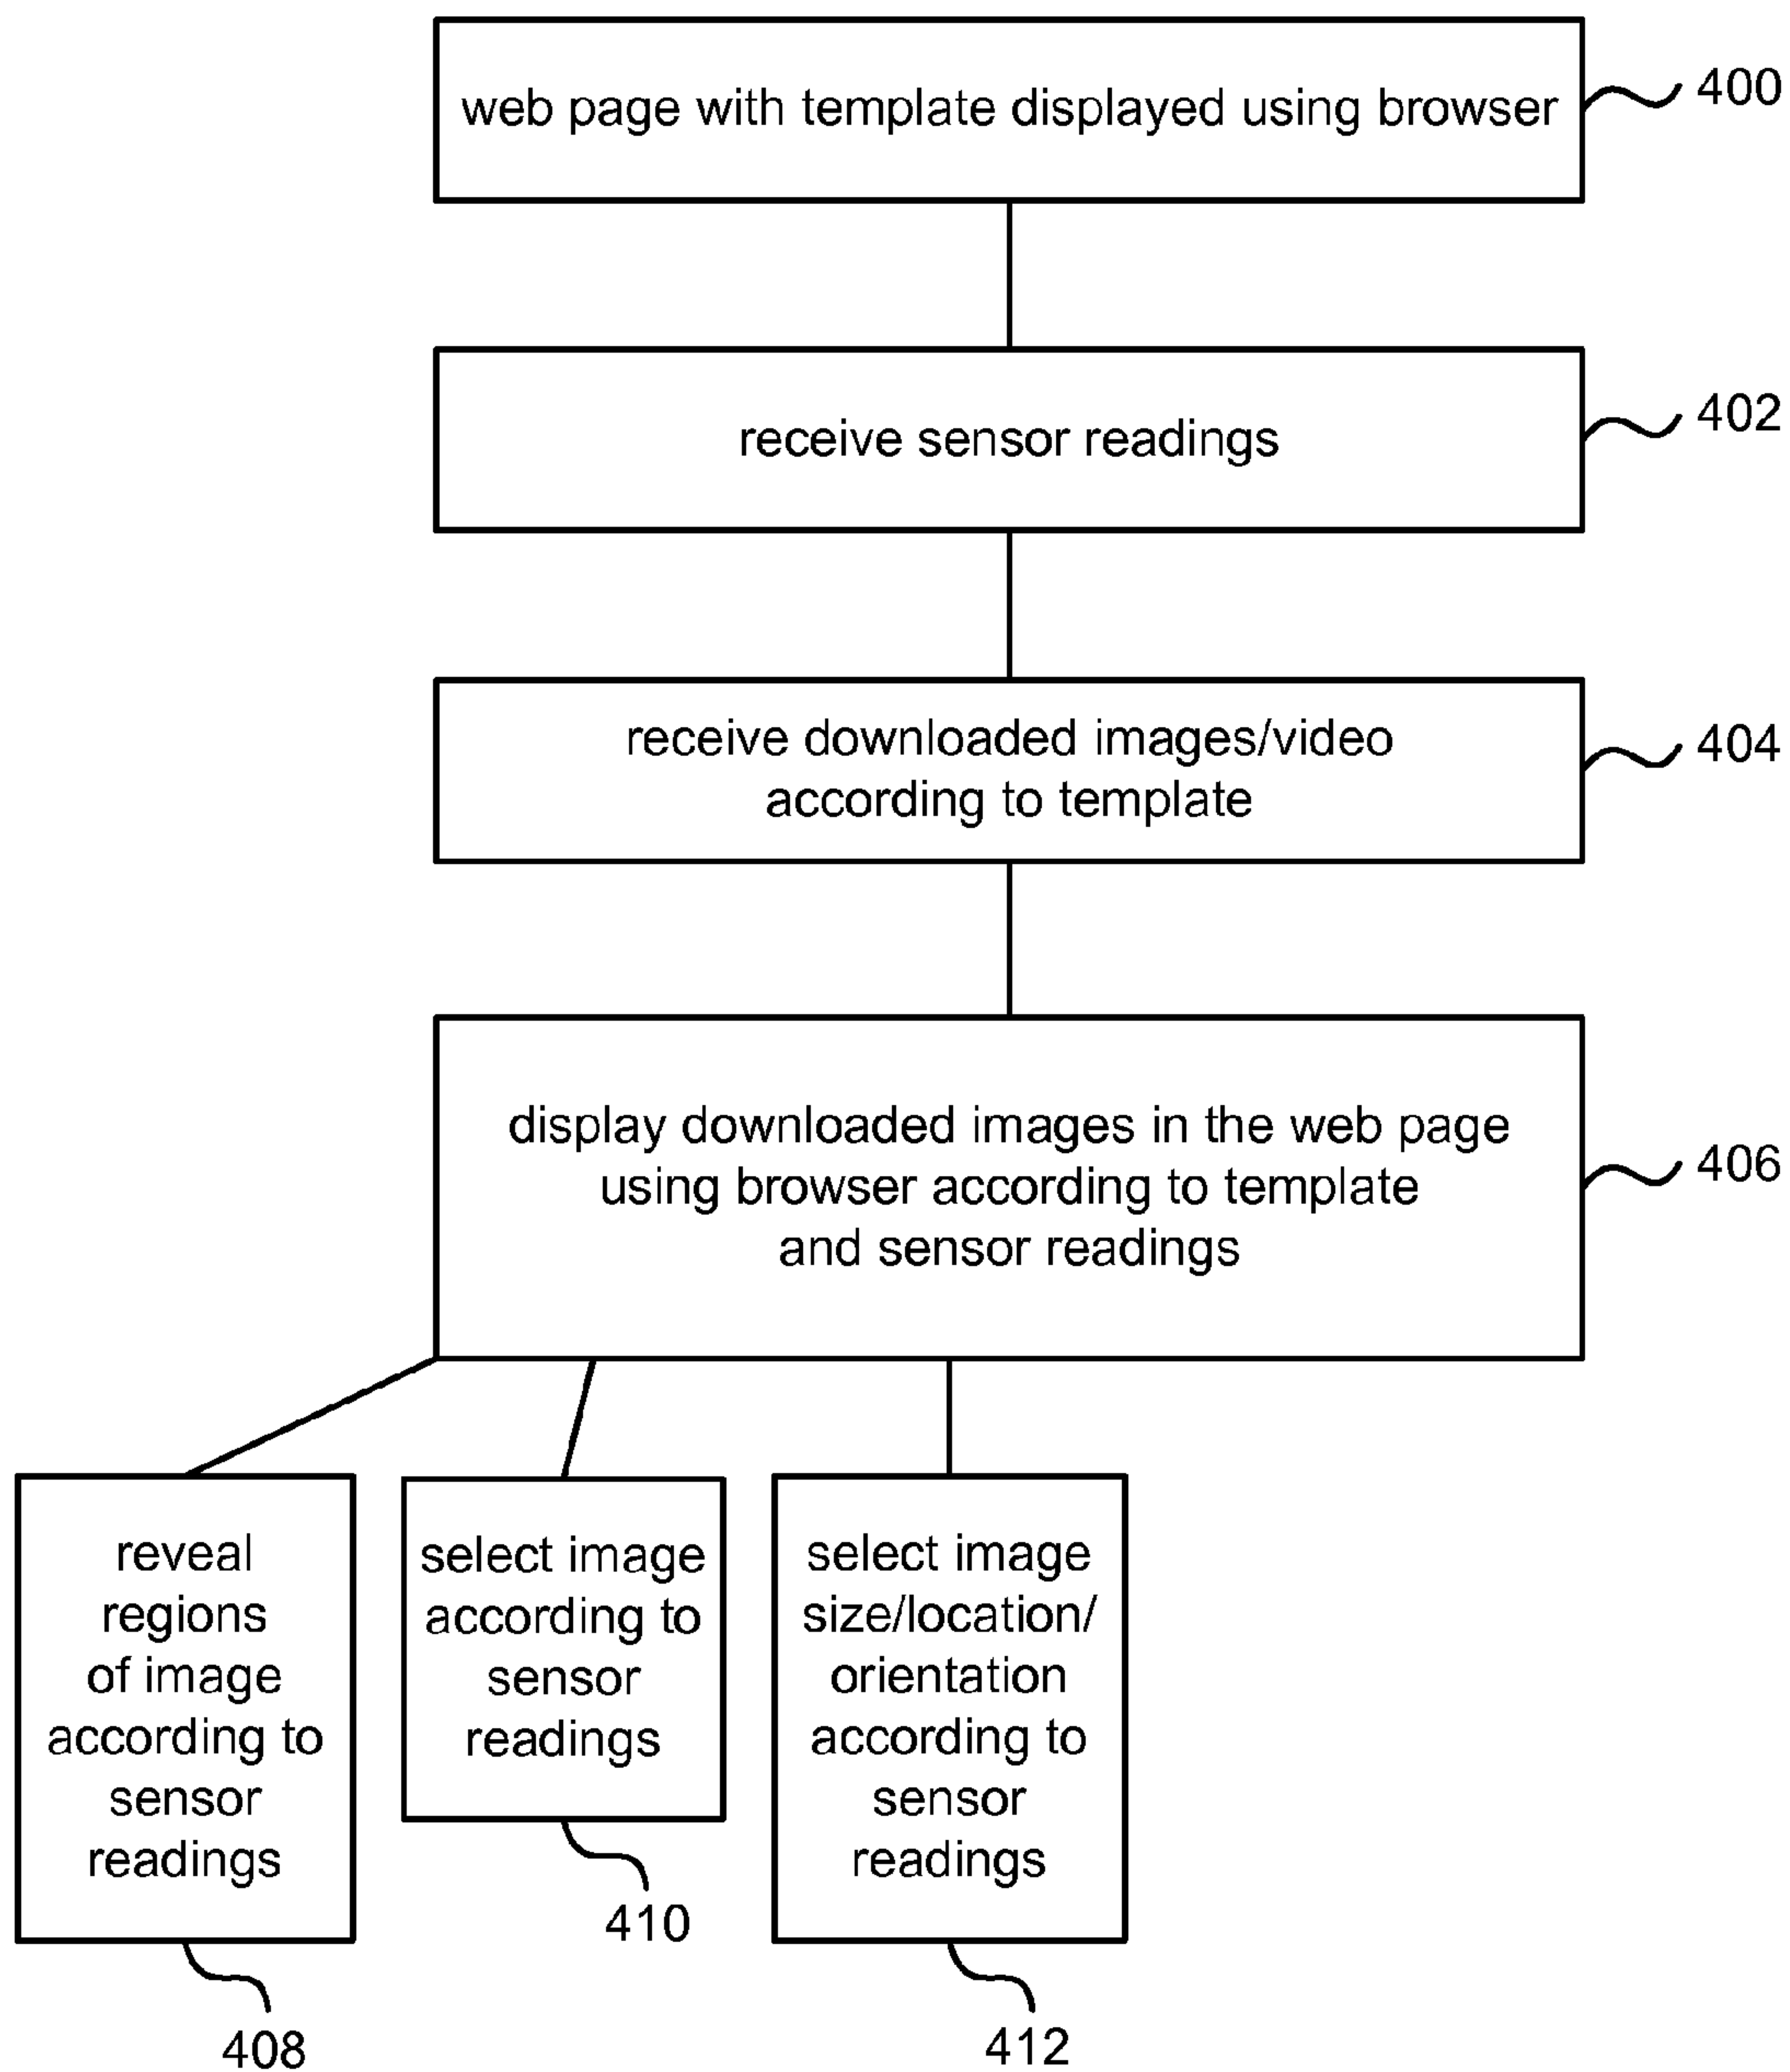 web page with template displayed using browser
400
receive sensor readings
402
receive downloaded images/video
according to template
404
display downloaded images in the web page
using browser according to template
and sensor readings
406
reveal
regions
of image
according to
sensor
readings
408
select image
according to
sensor
readings
410
select image
size/location/
orientation
according to
sensor
readings
412